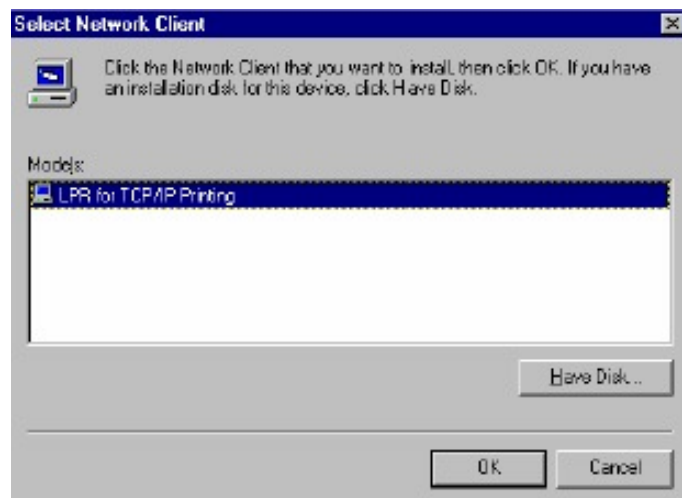 Select Network Client
Click the Network Client that you want to install, then click OK. If you have
an installation disk for this device, click Have Disk.
Models:
LPR for TCP/IP Printing
Have Disk...
OK
Cancel